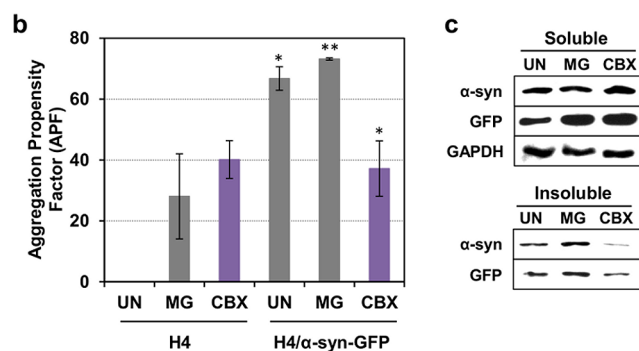 b
Aggregation Propensity
Factor (APF)
80
60
40
20
0
* ** *
UN MG CBX UN MG CBX
H4 H4/α-syn-GFP
c
Soluble
UN MG CBX
α-syn
GFP
GAPDH
Insoluble
UN MG CBX
α-syn
GFP